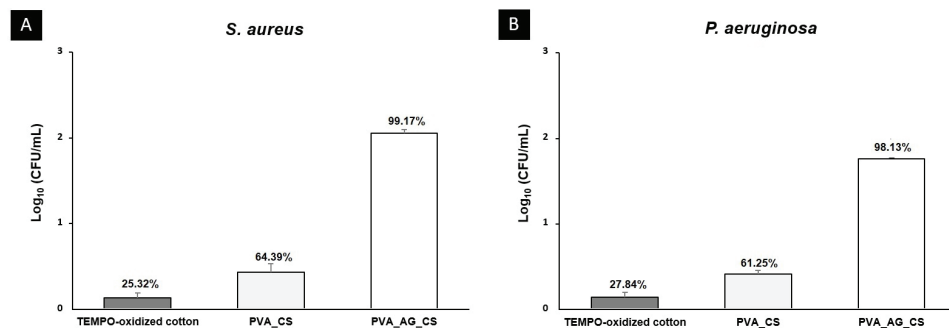 A
S. aureus
Log10 (CFU/mL)
3
2
1
0
25.32%
64.39%
99.17%
TEMPO-oxidized cotton
PVA_CS
PVA_AG_CS
B
P. aeruginosa
Log10 (CFU/mL)
3
2
1
0
27.84%
61.25%
98.13%
TEMPO-oxidized cotton
PVA_CS
PVA_AG_CS